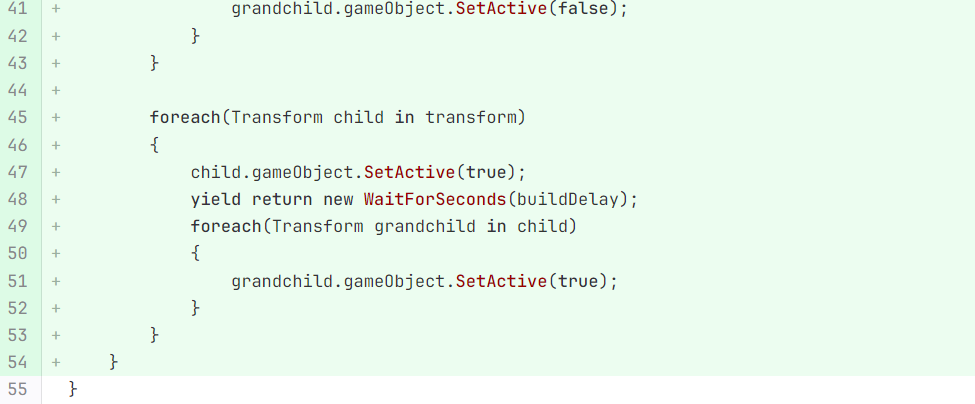 41 +                 grandchild.gameObject.SetActive(false);
42 +             }
43 +         }
44 +
45 +         foreach(Transform child in transform)
46 +         {
47 +             child.gameObject.SetActive(true);
48 +             yield return new WaitForSeconds(buildDelay);
49 +             foreach(Transform grandchild in child)
50 +             {
51 +                 grandchild.gameObject.SetActive(true);
52 +             }
53 +         }
54 +     }
55   }